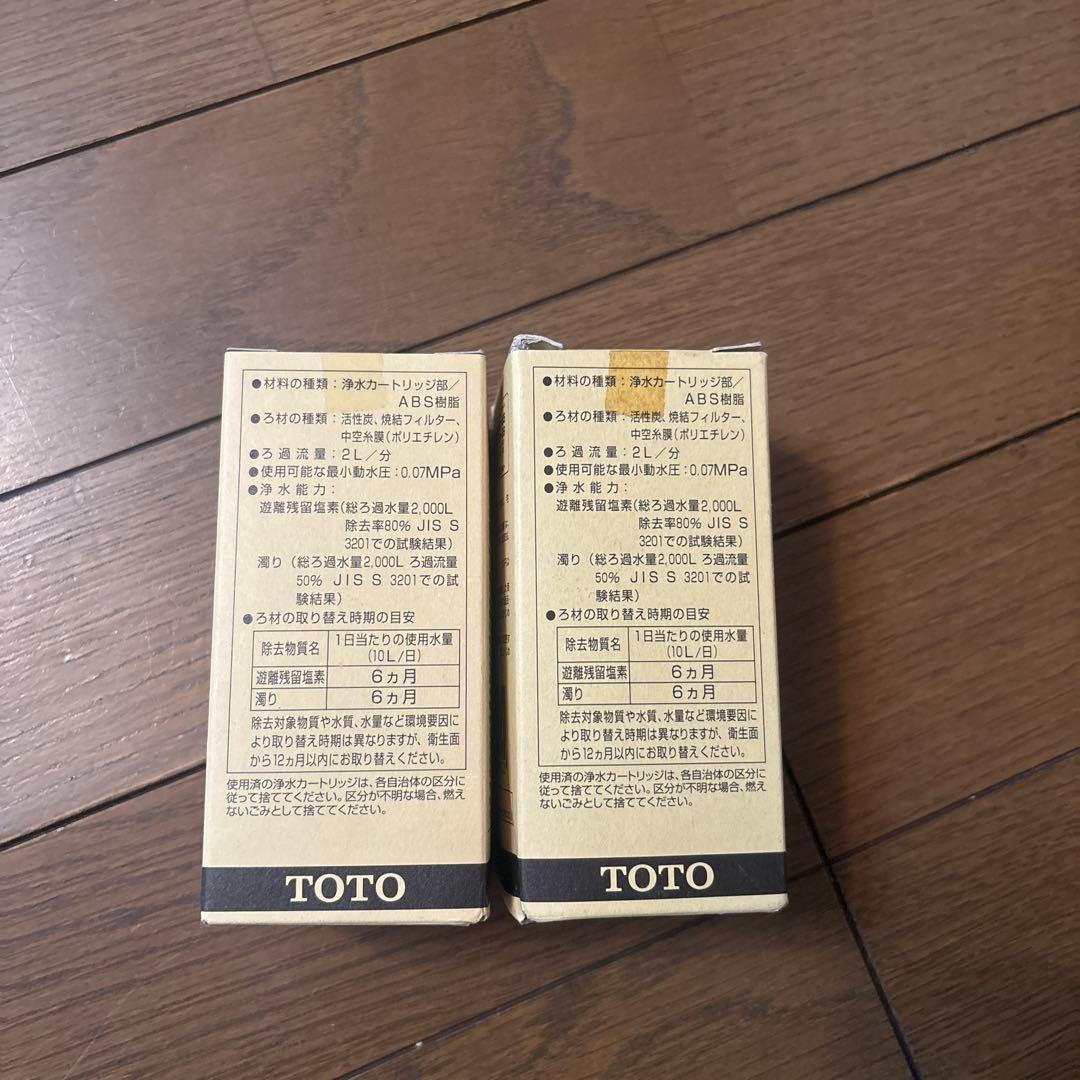 ●材料の種類：浄水カートリッジ部／
ABS樹脂
●ろ材の種類：活性炭、焼結フィルター、
中空糸膜(ポリエチレン)
●ろ過流量：2L／分
●使用可能な最小動水圧：0.07MPa
●浄水能力：
遊離残留塩素(総ろ過水量2,000L
除去率80% JIS S
3201での試験結果)
濁り(総ろ過水量2,000L ろ過流量
50% JIS S 3201での試
験結果)
●ろ材の取り替え時期の目安
除去物質名 1日当たりの使用水量
(10L/日)
遊離残留塩素 6ヵ月
濁り 6ヵ月
除去対象物質や水質、水量など環境要因に
より取り替え時期は異なりますが、衛生面
から12ヵ月以内にお取り替えください。
使用済の浄水カートリッジは、各自治体の区分に
従って捨ててください。区分が不明な場合、燃え
ないごみとして捨ててください。
TOTO
●材料の種類：浄水カートリッジ部／
ABS樹脂
●ろ材の種類：活性炭、焼結フィルター、
中空糸膜(ポリエチレン)
●ろ過流量：2L／分
●使用可能な最小動水圧：0.07MPa
●浄水能力：
遊離残留塩素(総ろ過水量2,000L
除去率80% JIS S
3201での試験結果)
濁り(総ろ過水量2,000L ろ過流量
50% JIS S 3201での試
験結果)
●ろ材の取り替え時期の目安
除去物質名 1日当たりの使用水量
(10L/日)
遊離残留塩素 6ヵ月
濁り 6ヵ月
除去対象物質や水質、水量など環境要因に
より取り替え時期は異なりますが、衛生面
から12ヵ月以内にお取り替えください。
使用済の浄水カートリッジは、各自治体の区分に
従って捨ててください。区分が不明な場合、燃え
ないごみとして捨ててください。
TOTO